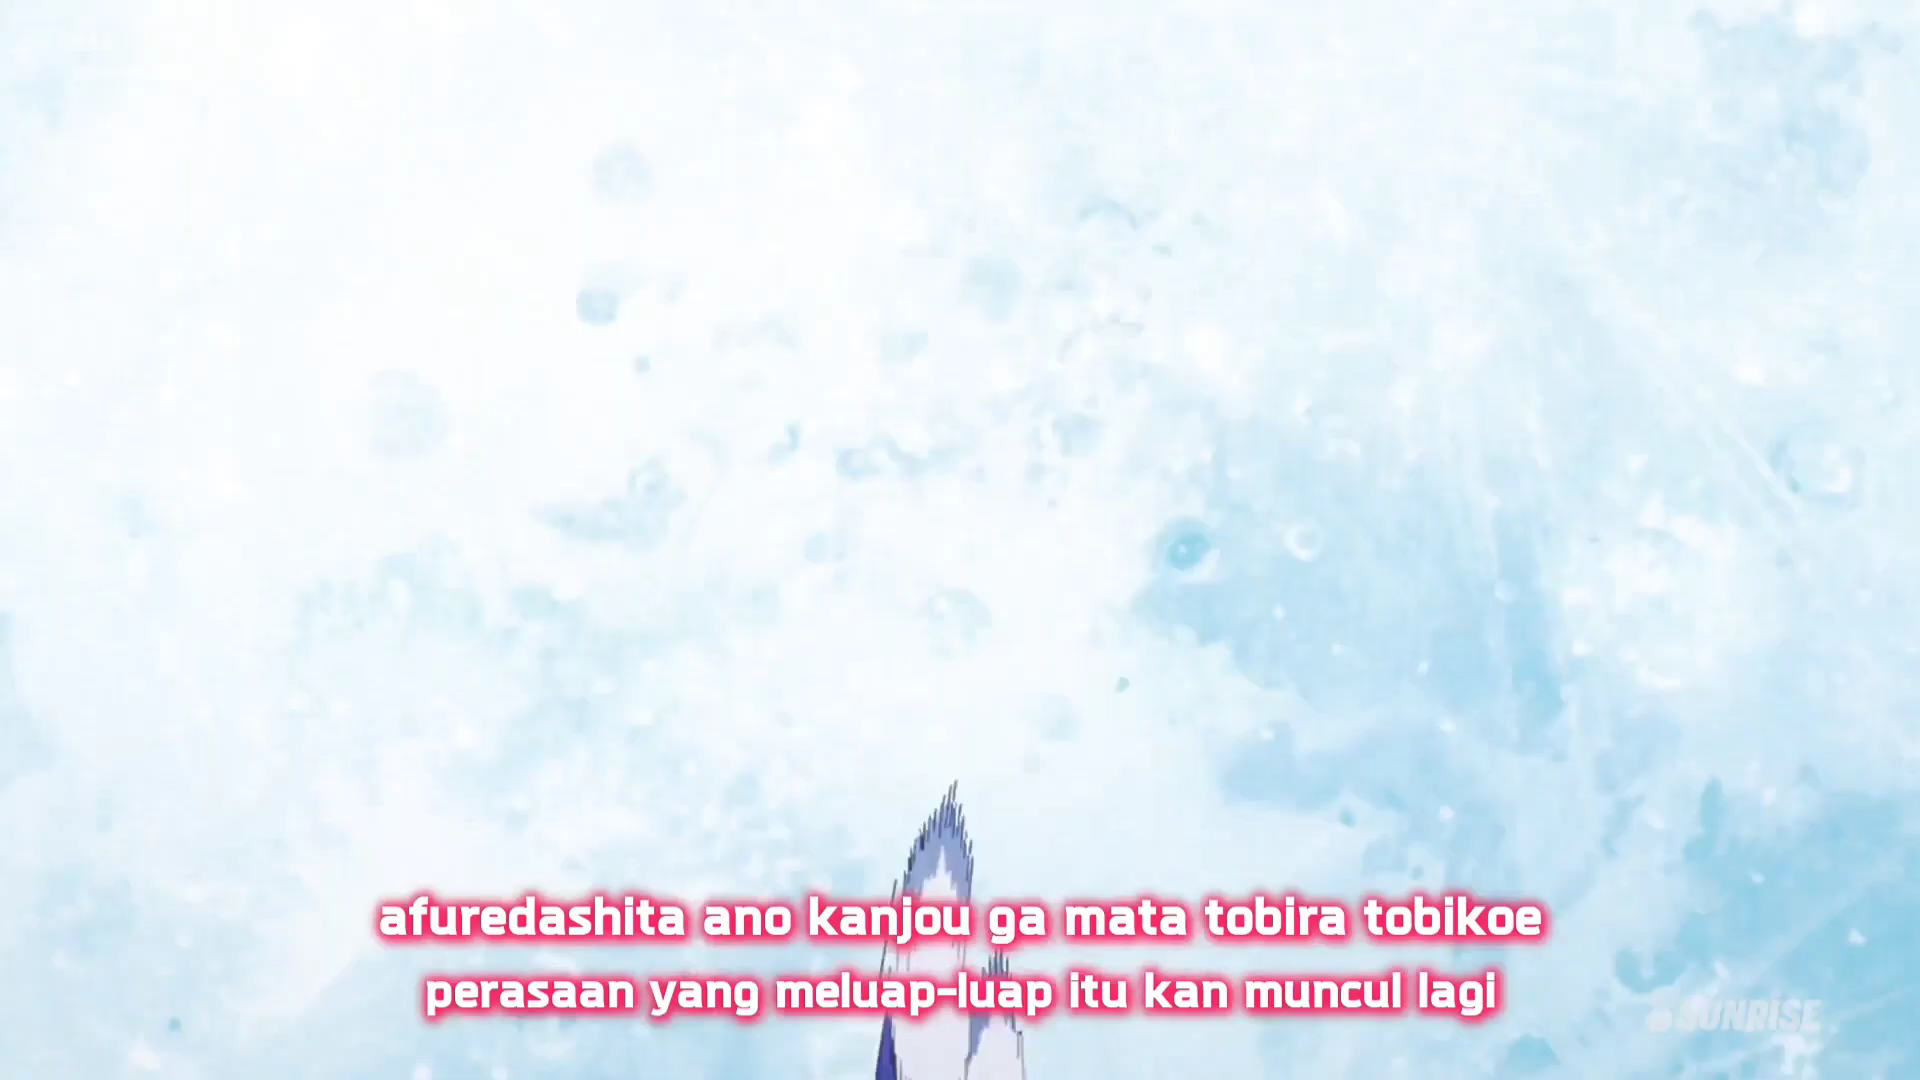 afuredashita ano kanjou ga mata tobira tobikoe
perasaan yang meluap-luap itu kan muncul lagi
SUNRISE